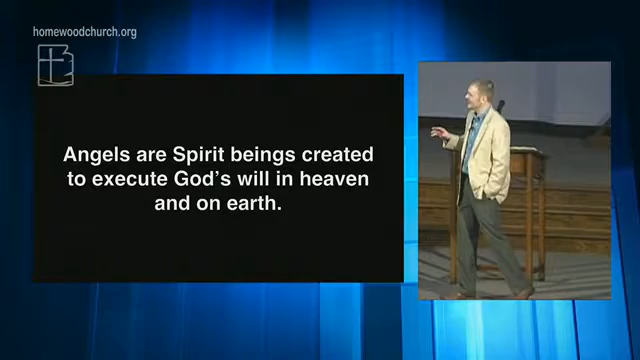 homewoodchurch.org
Angels are Spirit beings created
to execute God's will in heaven
and on earth.